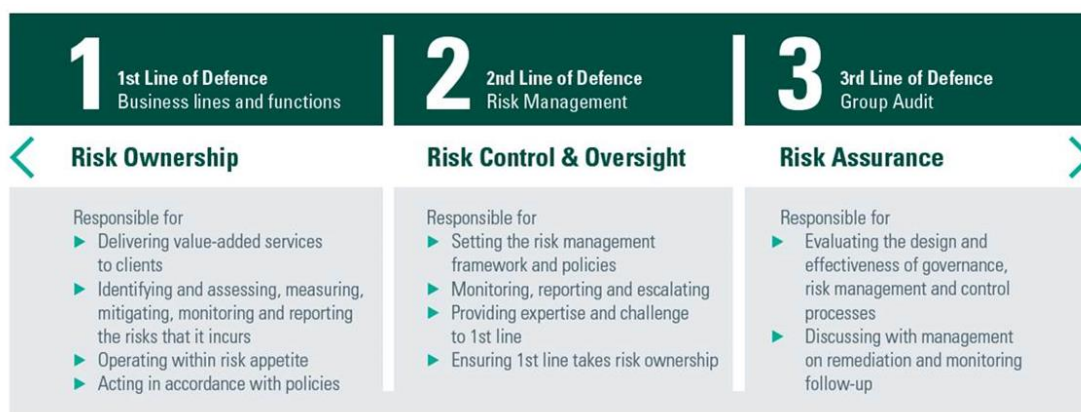 1
1st Line of Defence
Business lines and functions
2
2nd Line of Defence
Risk Management
3
3rd Line of Defence
Group Audit
Risk Ownership
Risk Control & Oversight
Risk Assurance
Responsible for
Delivering value-added services
to clients
Identifying and assessing, measuring,
mitigating, monitoring and reporting
the risks that it incurs
Operating within risk appetite
Acting in accordance with policies
Responsible for
Setting the risk management
framework and policies
Monitoring, reporting and escalating
Providing expertise and challenge
to 1st line
Ensuring 1st line takes risk ownership
Responsible for
Evaluating the design and
effectiveness of governance,
risk management and control
processes
Discussing with management
on remediation and monitoring
follow-up